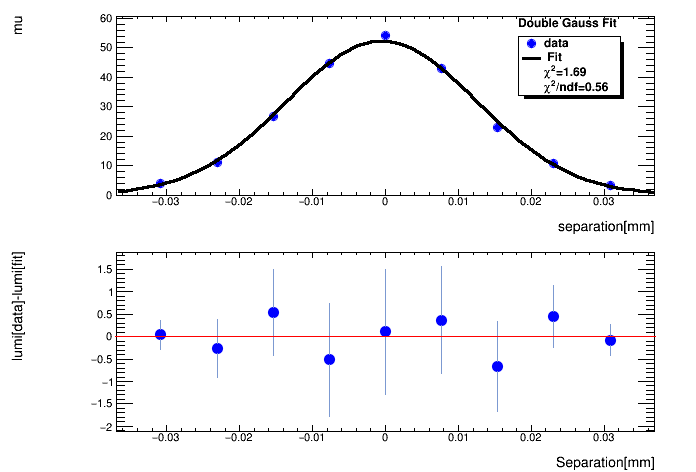 mu
60
50
40
30
20
10
0
Double Gauss Fit
data
Fit
χ²=1.69
χ²/ndf=0.56
−0.03 −0.02 −0.01 0 0.01 0.02 0.03
separation[mm]
lumi[data]-lumi[fit]
1.5
1
0.5
0
−0.5
−1
−1.5
−2
−0.03 −0.02 −0.01 0 0.01 0.02 0.03
Separation[mm]